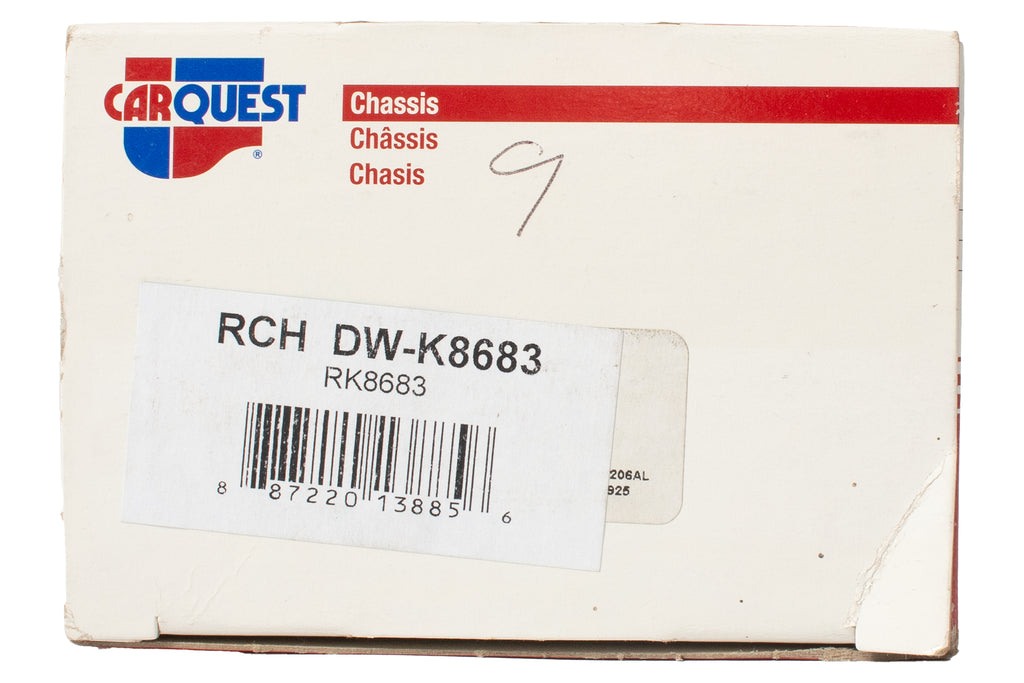 CARQUEST
®
Chassis
Châssis
Chasis
9
RCH DW-K8683
RK8683
8 87220 13885 6
206AL
925